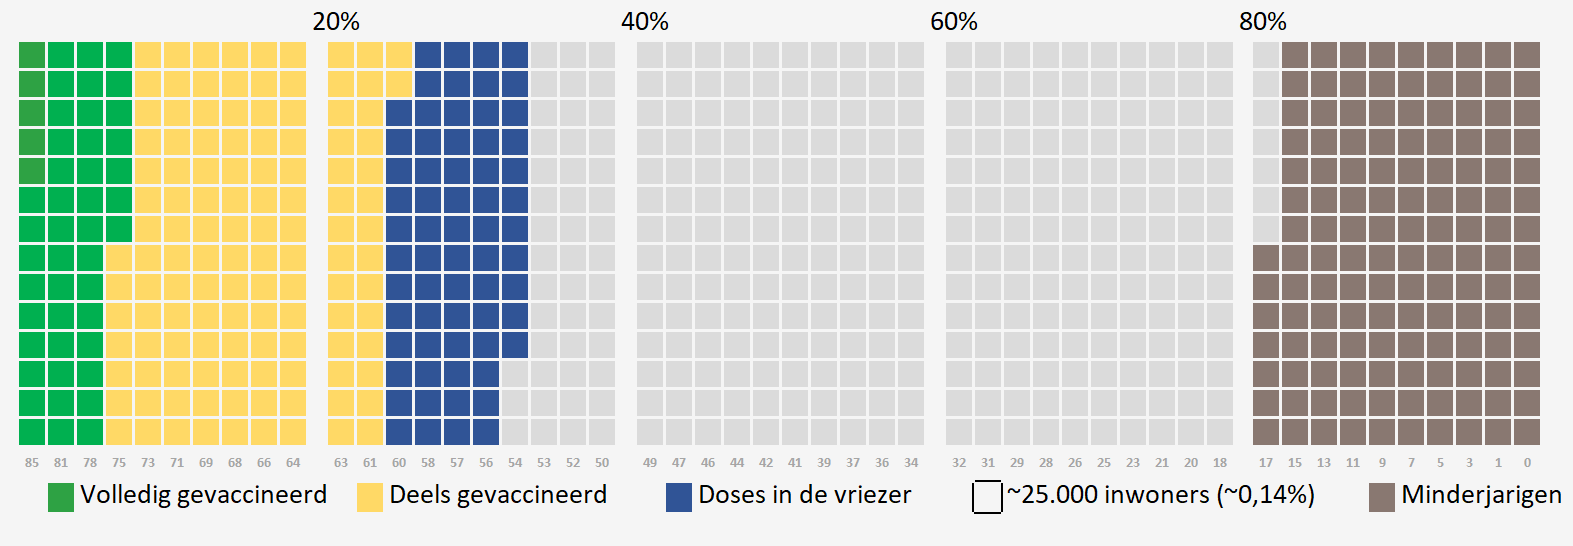 20% 40% 60% 80%
85 81 78 75 73 71 69 68 66 64 63 61 60 58 57 56 54 53 52 50 49 47 46 44 42 41 39 37 36 34 32 31 29 28 26 25 23 21 20 18 17 15 13 11 9 7 5 3 1 0
Volledig gevaccineerd Deels gevaccineerd Doses in de vriezer ~25.000 inwoners (~0,14%) Minderjarigen